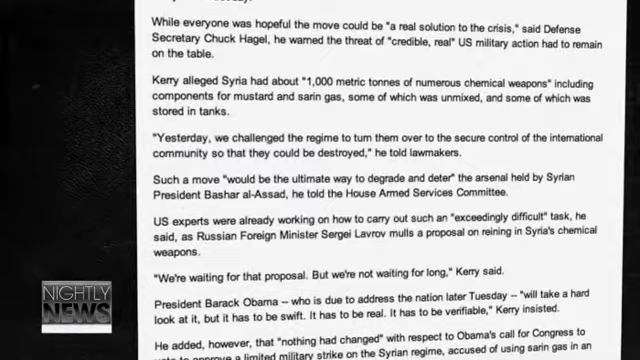 While everyone was hopeful the move could be "a real solution to the crisis," said Defense
Secretary Chuck Hagel, he warned the threat of "credible, real" US military action had to remain
on the table.
Kerry alleged Syria had about "1,000 metric tonnes of numerous chemical weapons" including
components for mustard and sarin gas, some of which was unmixed, and some of which was
stored in tanks.
"Yesterday, we challenged the regime to turn them over to the secure control of the international
community so that they could be destroyed," he told lawmakers.
Such a move "would be the ultimate way to degrade and deter" the arsenal held by Syrian
President Bashar al-Assad, he told the House Armed Services Committee.
US experts were already working on how to carry out such an "exceedingly difficult" task, he
said, as Russian Foreign Minister Sergei Lavrov mulls a proposal on reining in Syria's chemical
weapons.
"We're waiting for that proposal. But we're not waiting for long," Kerry said.
President Barack Obama -- who is due to address the nation later Tuesday -- "will take a hard
look at it, but it has to be swift. It has to be real. It has to be verifiable," Kerry insisted.
He added, however, that "nothing had changed" with respect to Obama's call for Congress to
approve a limited military strike on the Syrian regime, accused of using sarin gas in an
NIGHTLY
NEWS